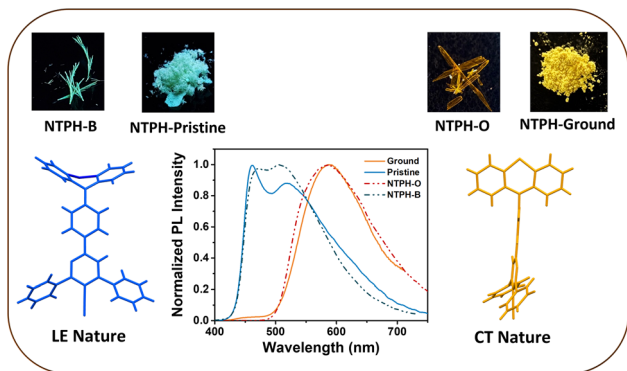 NTPH-B
NTPH-Pristine
NTPH-O
NTPH-Ground
Normalized PL Intensity
1.0
0.8
0.6
0.4
0.2
0.0
Ground
Pristine
NTPH-O
NTPH-B
400
500
600
700
Wavelength (nm)
LE Nature
CT Nature